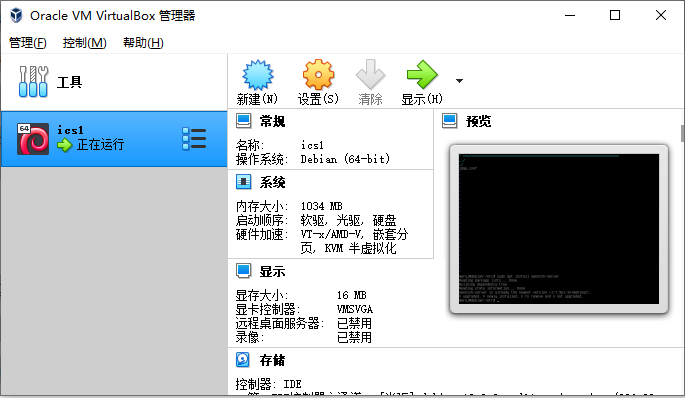 Oracle VM VirtualBox 管理器
管理(F) 控制(M) 帮助(H)
工具
新建(N) 设置(S) 清除 显示(H)
64
ics1
正在运行
常规
名称: ics1
操作系统: Debian (64-bit)
系统
内存大小: 1034 MB
启动顺序: 软驱, 光驱, 硬盘
硬件加速: VT-x/AMD-V, 嵌套分
页, KVM 半虚拟化
显示
显存大小: 16 MB
显卡控制器: VMSVGA
远程桌面服务器: 已禁用
录像: 已禁用
存储
控制器: IDE
预览